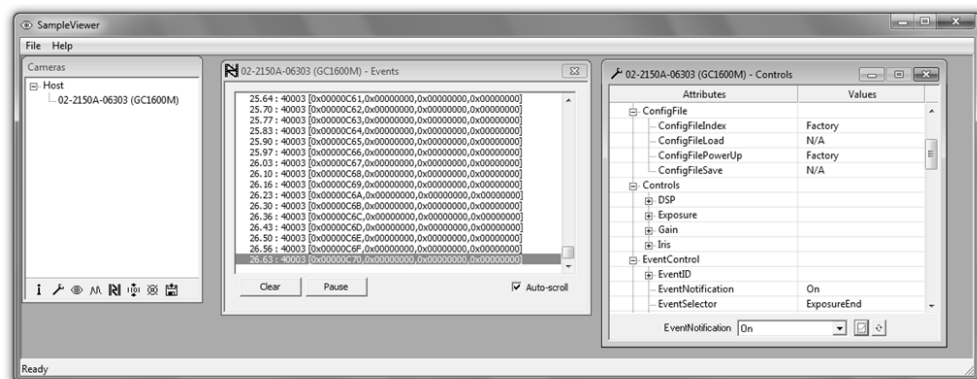 SampleViewer
File Help
Cameras
Host
02-2150A-06303 (GC1600M)
02-2150A-06303 (GC1600M) - Events
25.64 : 40003 [0x00000C61,0x00000000,0x00000000,0x00000000]
25.70 : 40003 [0x00000C62,0x00000000,0x00000000,0x00000000]
25.77 : 40003 [0x00000C63,0x00000000,0x00000000,0x00000000]
25.83 : 40003 [0x00000C64,0x00000000,0x00000000,0x00000000]
25.90 : 40003 [0x00000C65,0x00000000,0x00000000,0x00000000]
25.97 : 40003 [0x00000C66,0x00000000,0x00000000,0x00000000]
26.03 : 40003 [0x00000C67,0x00000000,0x00000000,0x00000000]
26.10 : 40003 [0x00000C68,0x00000000,0x00000000,0x00000000]
26.16 : 40003 [0x00000C69,0x00000000,0x00000000,0x00000000]
26.23 : 40003 [0x00000C6A,0x00000000,0x00000000,0x00000000]
26.30 : 40003 [0x00000C6B,0x00000000,0x00000000,0x00000000]
26.36 : 40003 [0x00000C6C,0x00000000,0x00000000,0x00000000]
26.43 : 40003 [0x00000C6D,0x00000000,0x00000000,0x00000000]
26.50 : 40003 [0x00000C6E,0x00000000,0x00000000,0x00000000]
26.56 : 40003 [0x00000C6F,0x00000000,0x00000000,0x00000000]
26.63 : 40003 [0x00000C70,0x00000000,0x00000000,0x00000000]
Clear Pause Auto-scroll
02-2150A-06303 (GC1600M) - Controls
Attributes Values
ConfigFile
ConfigFileIndex Factory
ConfigFileLoad N/A
ConfigFilePowerUp Factory
ConfigFileSave N/A
Controls
DSP
Exposure
Gain
Iris
EventControl
EventID
EventNotification On
EventSelector ExposureEnd
EventNotification On
Ready